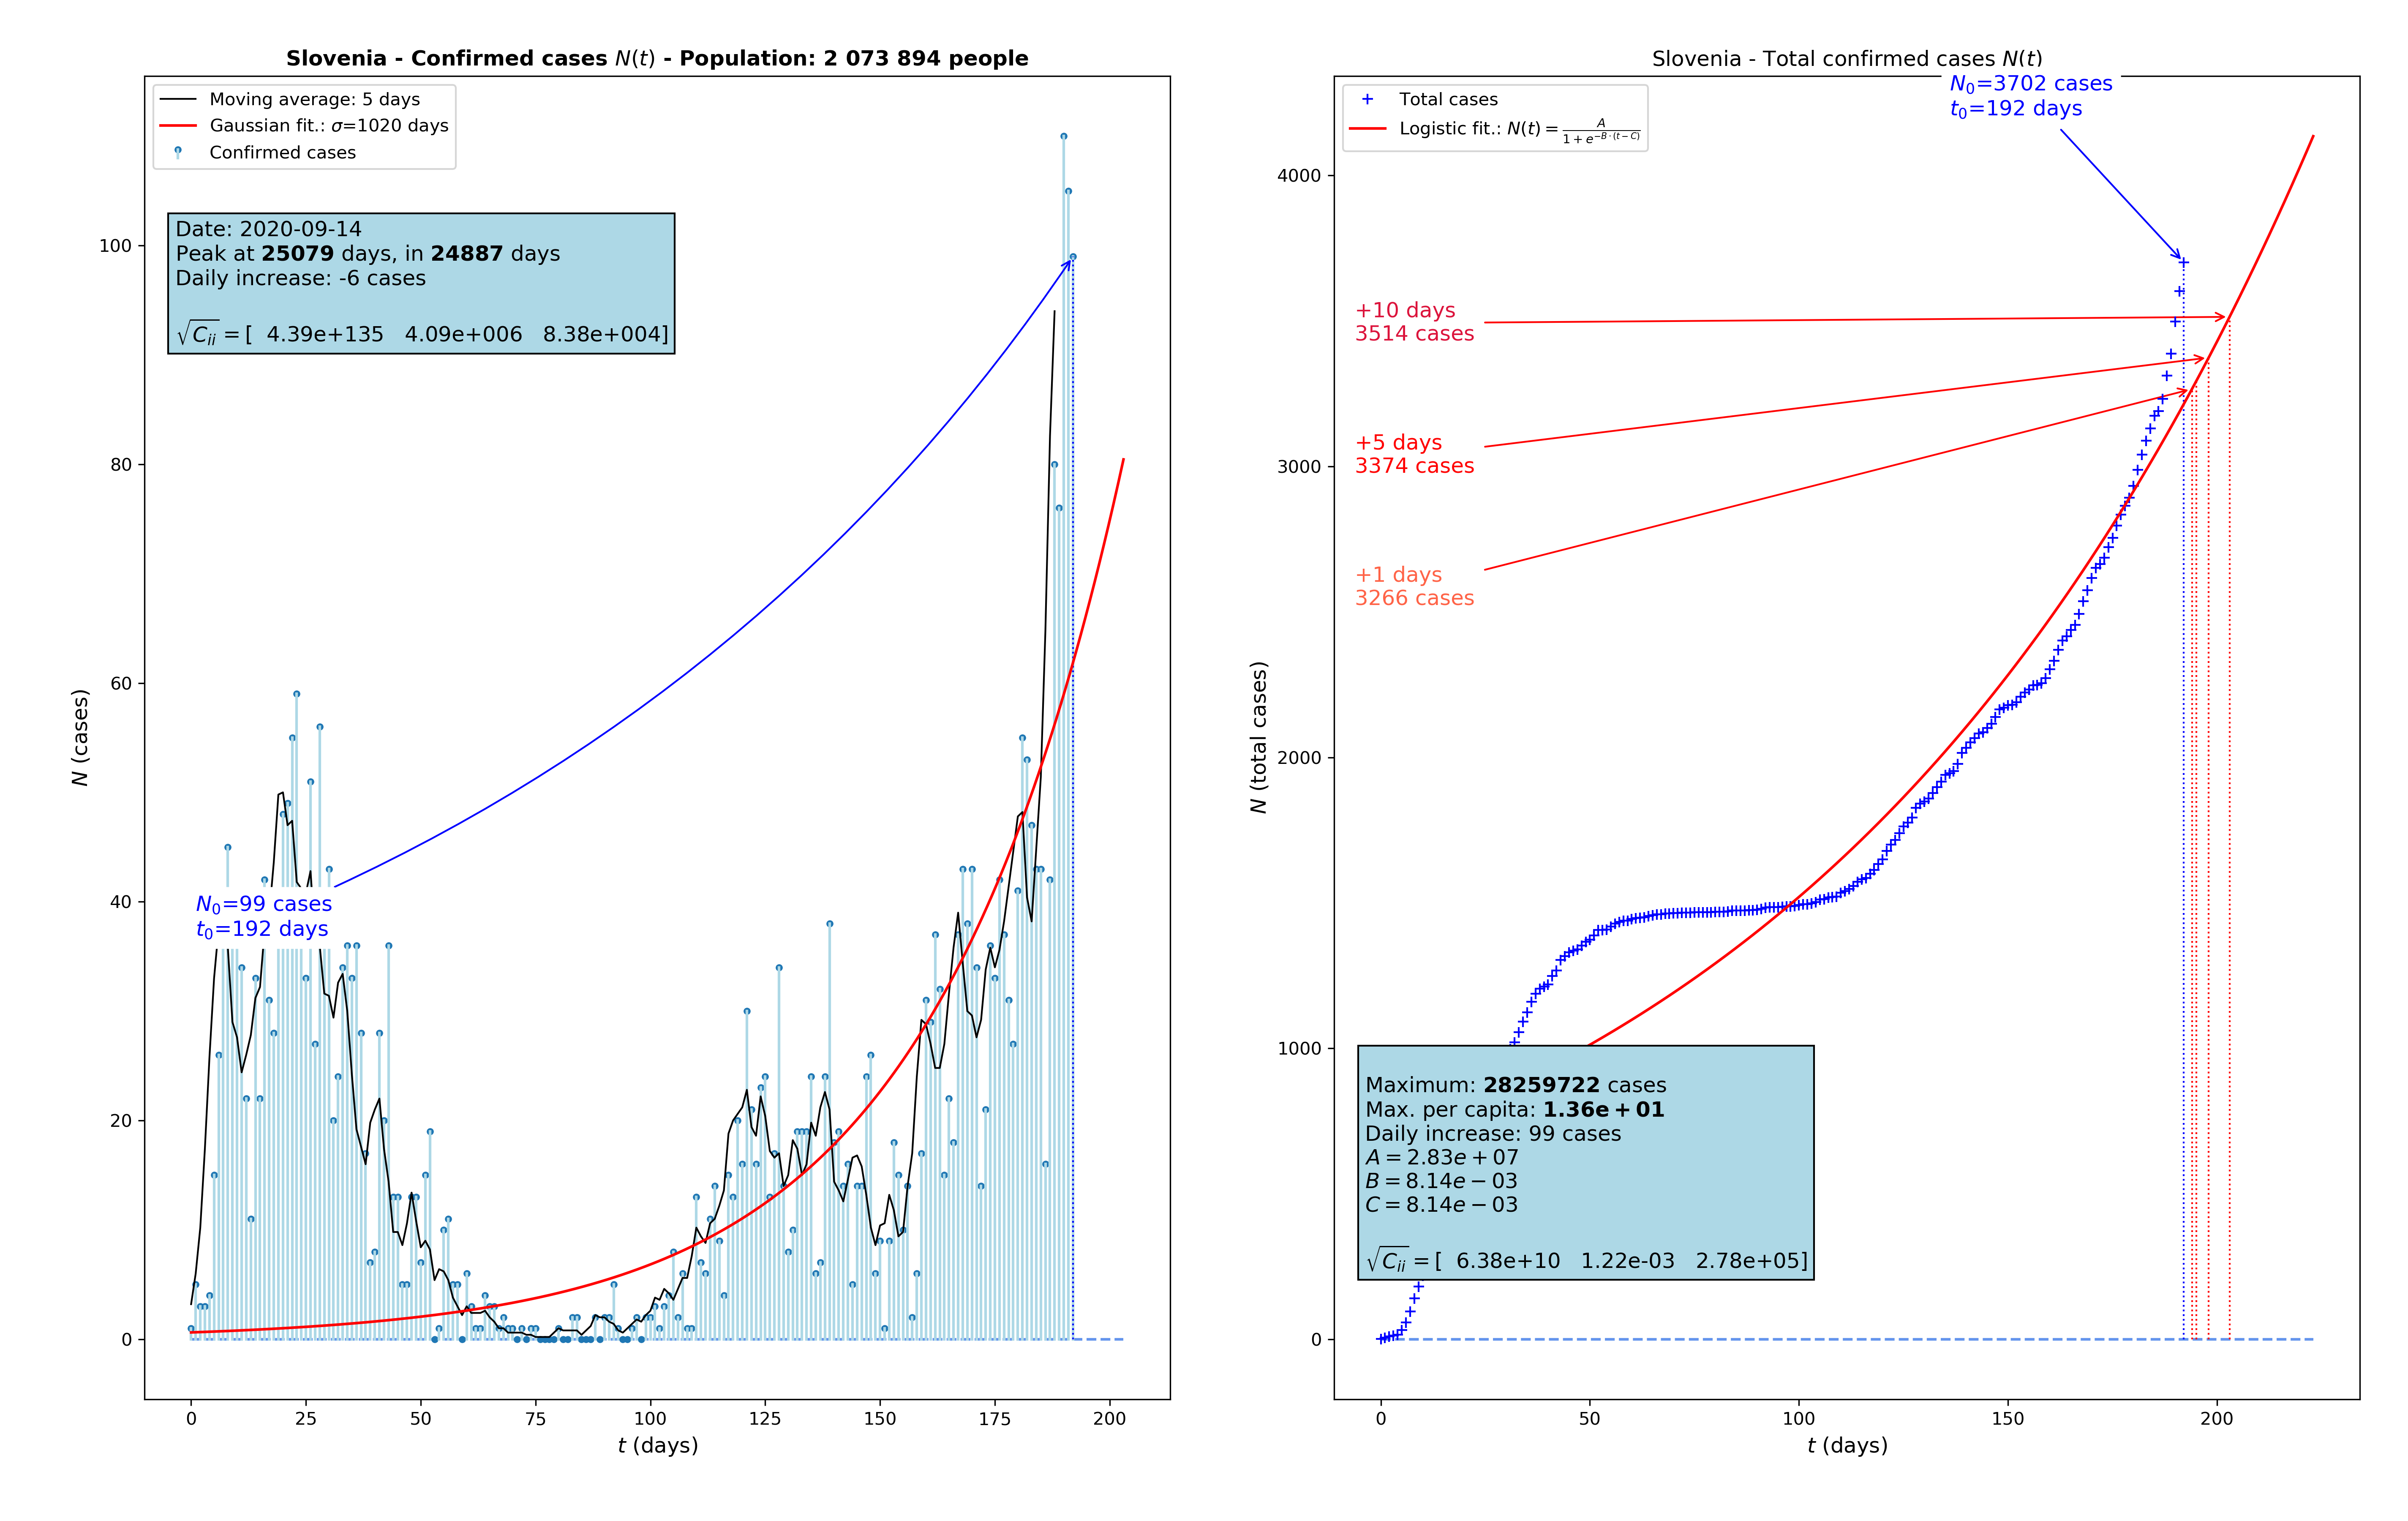 Slovenia - Confirmed cases N(t) - Population: 2 073 894 people
Moving average: 5 days
Gaussian fit.: σ=1020 days
Confirmed cases
Date: 2020-09-14
Peak at 25079 days, in 24887 days
Daily increase: -6 cases
√C_ii = [ 4.39e+135 4.09e+006 8.38e+004]
N₀=99 cases
t₀=192 days
100
80
60
40
20
0
N (cases)
0 25 50 75 100 125 150 175 200
t (days)
Slovenia - Total confirmed cases N(t)
N₀=3702 cases
t₀=192 days
Total cases
Logistic fit.: N(t) = A / (1 + e^{-B·(t-C)})
+10 days
3514 cases
+5 days
3374 cases
+1 days
3266 cases
Maximum: 28259722 cases
Max. per capita: 1.36e + 01
Daily increase: 99 cases
A = 2.83e + 07
B = 8.14e − 03
C = 8.14e − 03
√C_ii = [ 6.38e+10 1.22e-03 2.78e+05]
4000
3000
2000
1000
0
N (total cases)
0 50 100 150 200
t (days)